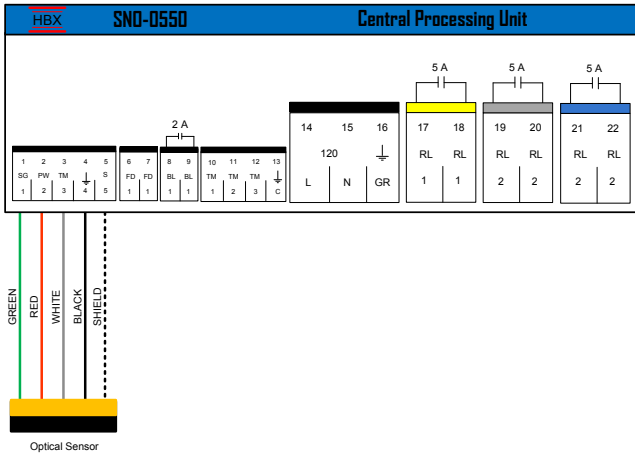 HBX SNO-0550 Central Processing Unit
5 A 5 A 5 A
2 A
14 15 16 17 18 19 20 21 22
120 RL RL RL RL RL RL
L N GR 1 1 2 2 2 2
1 2 3 4 5 6 7 8 9 10 11 12 13
SG PW TM S FD FD BL BL TM TM TM
1 2 3 4 5 1 1 1 1 1 2 3 C
GREEN
RED
WHITE
BLACK
SHIELD
Optical Sensor